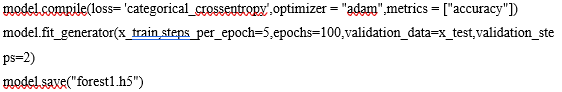 model.compile(loss= 'categorical_crossentropy',optimizer = "adam",metrics = ["accuracy"])
model.fit_generator(x_train,steps_per_epoch=5,epochs=100,validation_data=x_test,validation_ste
ps=2)
model.save("forest1.h5")